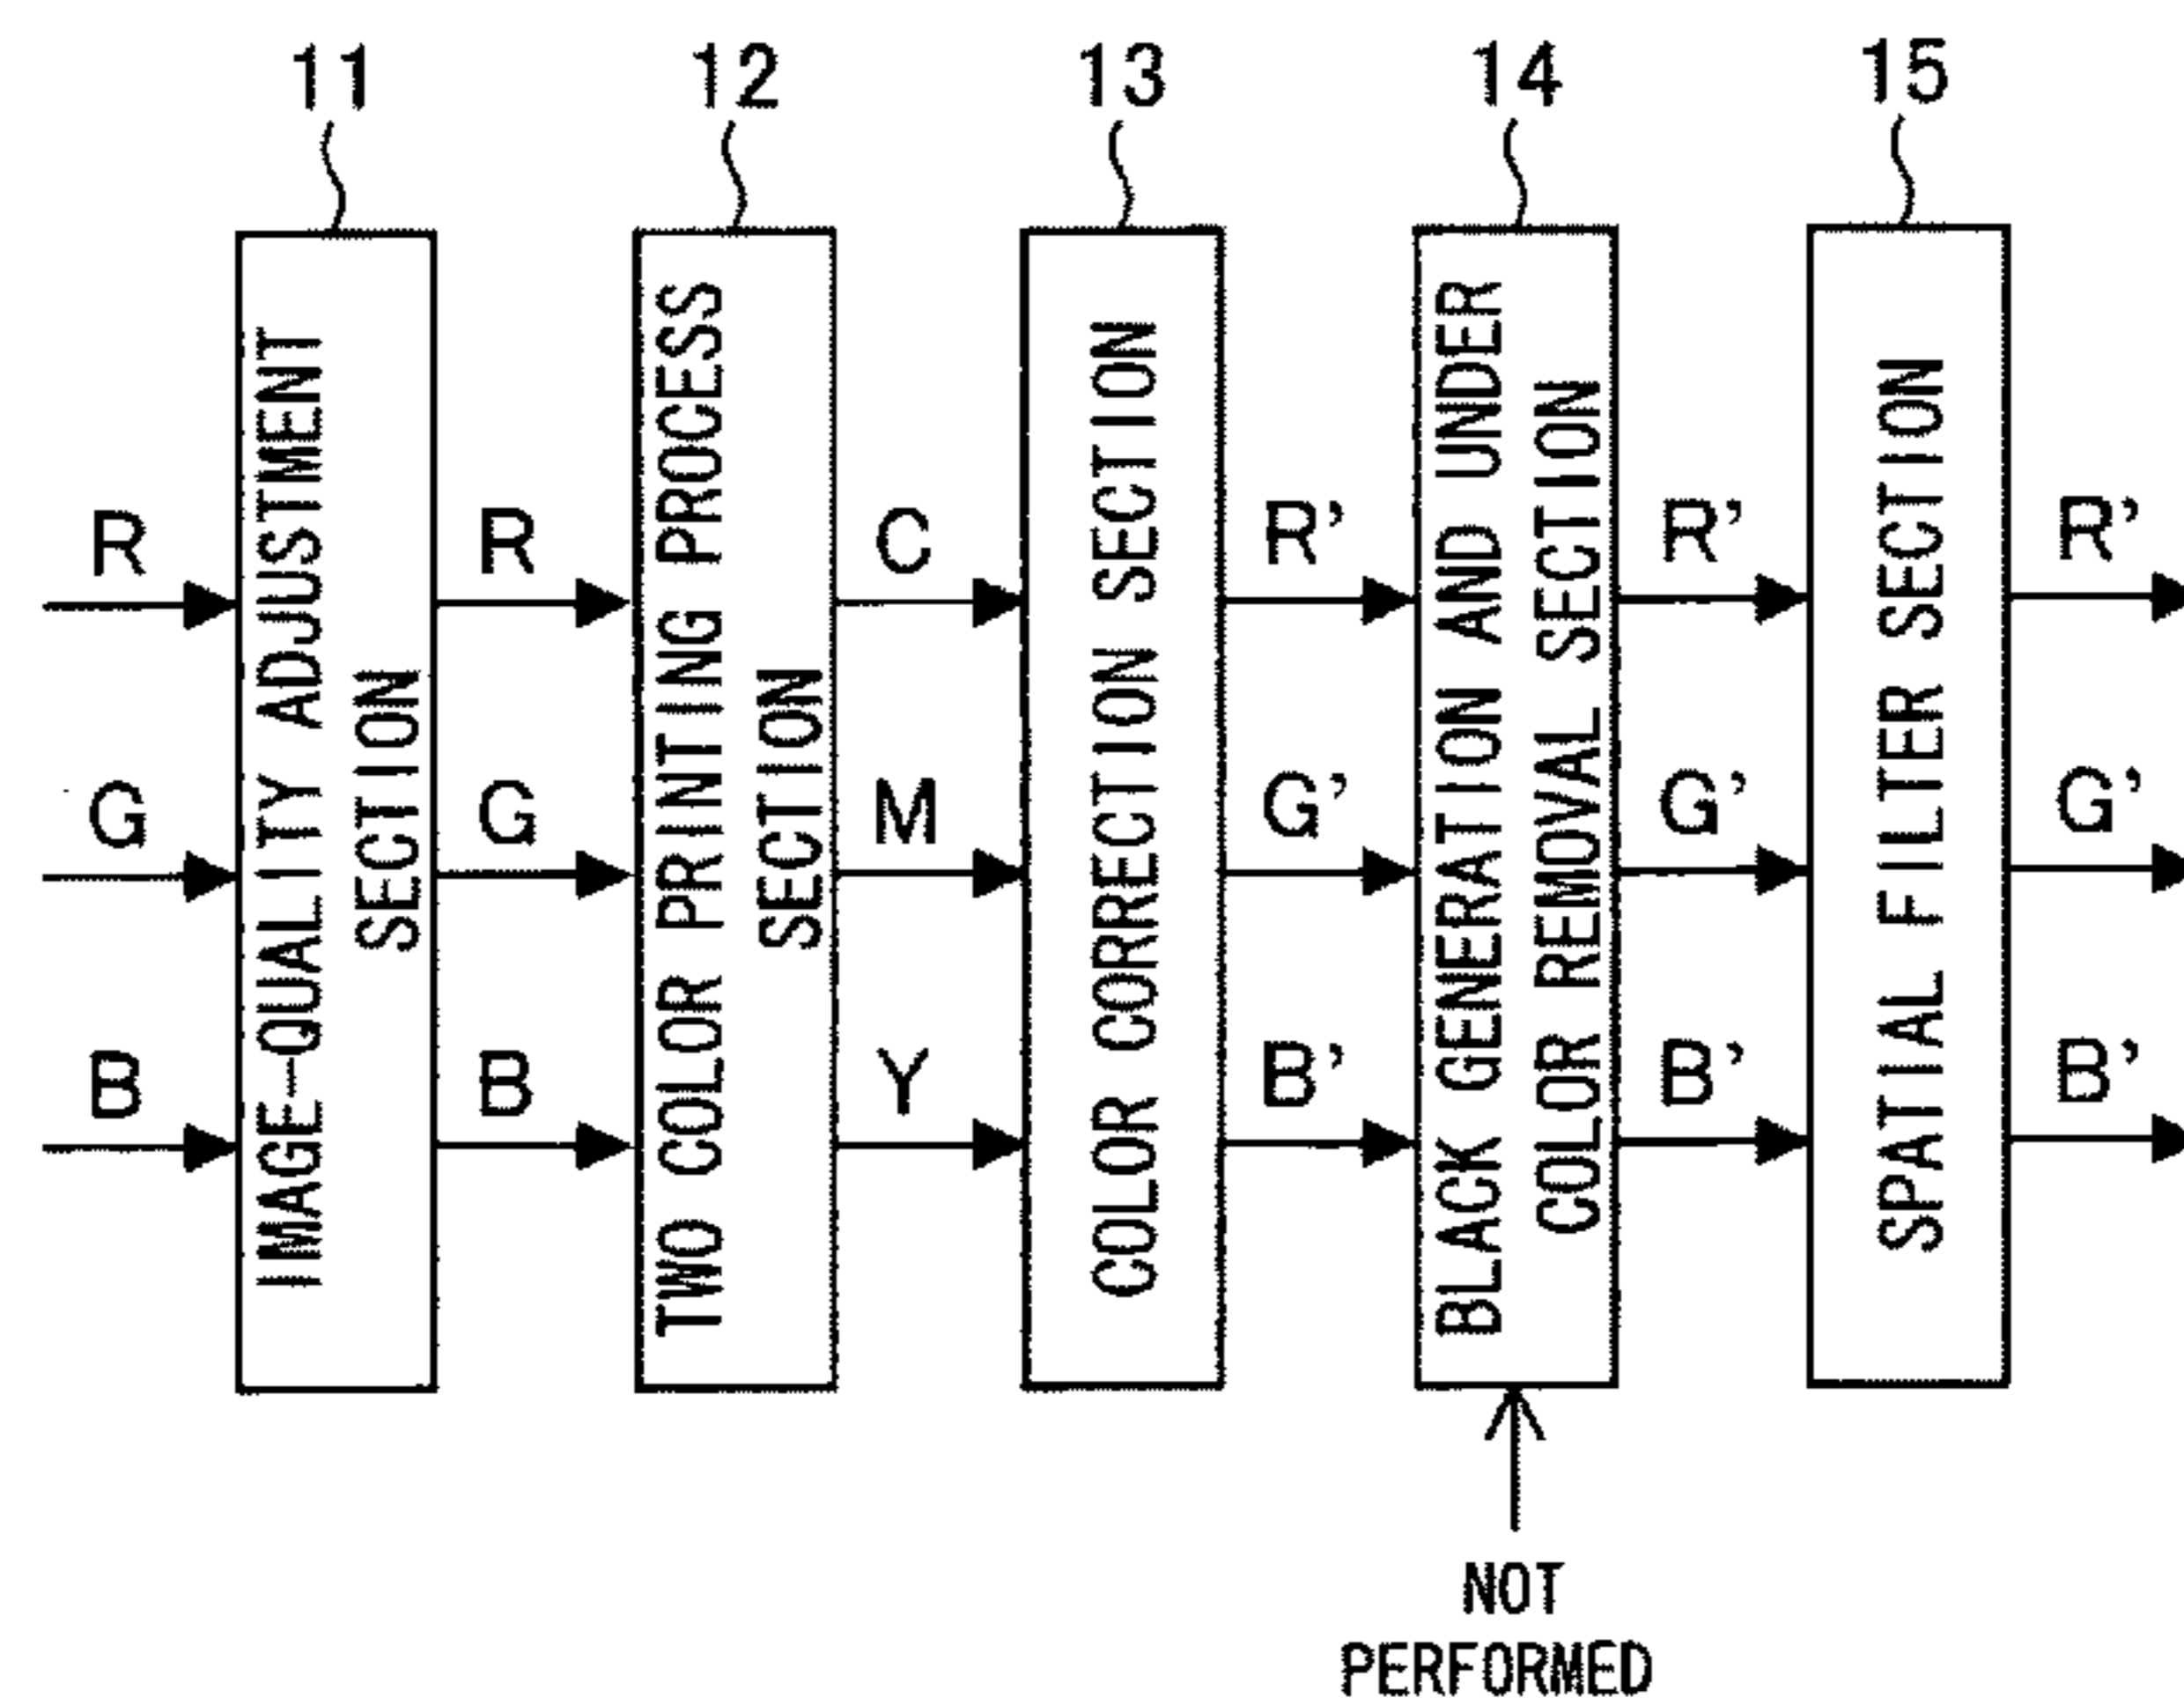 11 12 13 14 15
IMAGE-QUALITY ADJUSTMENT
SECTION
TWO COLOR PRINTING PROCESS
SECTION
COLOR CORRECTION SECTION
BLACK GENERATION AND UNDER
COLOR REMOVAL SECTION
SPATIAL FILTER SECTION
R R C R' R' R'
G G M G' G' G'
B B Y B' B' B'
NOT
PERFORMED